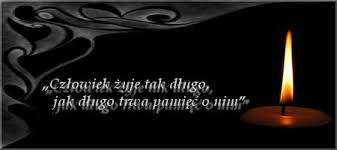 „Człowiek żyje tak długo,
jak długo trwa pamięć o nim”